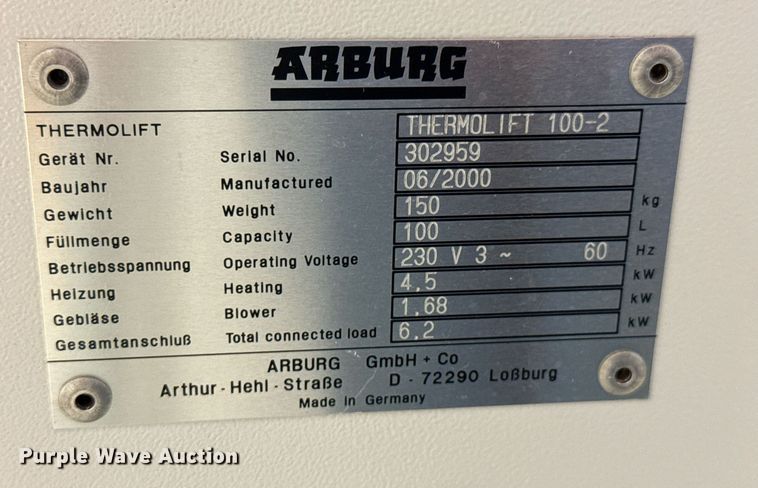 ARBURG
THERMOLIFT THERMOLIFT 100-2
Gerät Nr. Serial No. 302959
Baujahr Manufactured 06/2000
Gewicht Weight 150 kg
Füllmenge Capacity 100 L
Betriebsspannung Operating Voltage 230 V 3 ~ 60 Hz
Heizung Heating 4,5 kW
Gebläse Blower 1,68 kW
Gesamtanschluß Total connected load 6,2 kW
ARBURG GmbH + Co
Arthur - Hehl - Straße D - 72290 Loßburg
Made in Germany
Purple Wave Auction